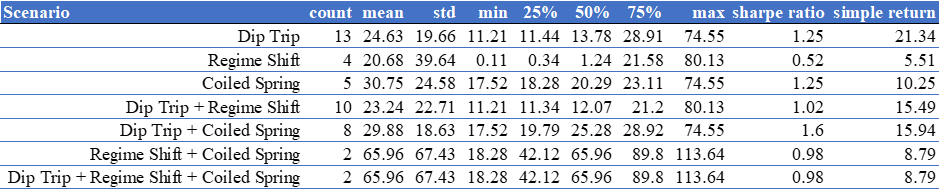 Scenario count mean std min 25% 50% 75% max sharpe ratio simple return
Dip Trip 13 24.63 19.66 11.21 11.44 13.78 28.91 74.55 1.25 21.34
Regime Shift 4 20.68 39.64 0.11 0.34 1.24 21.58 80.13 0.52 5.51
Coiled Spring 5 30.75 24.58 17.52 18.28 20.29 23.11 74.55 1.25 10.25
Dip Trip + Regime Shift 10 23.24 22.71 11.21 11.34 12.07 21.2 80.13 1.02 15.49
Dip Trip + Coiled Spring 8 29.88 18.63 17.52 19.79 25.28 28.92 74.55 1.6 15.94
Regime Shift + Coiled Spring 2 65.96 67.43 18.28 42.12 65.96 89.8 113.64 0.98 8.79
Dip Trip + Regime Shift + Coiled Spring 2 65.96 67.43 18.28 42.12 65.96 89.8 113.64 0.98 8.79